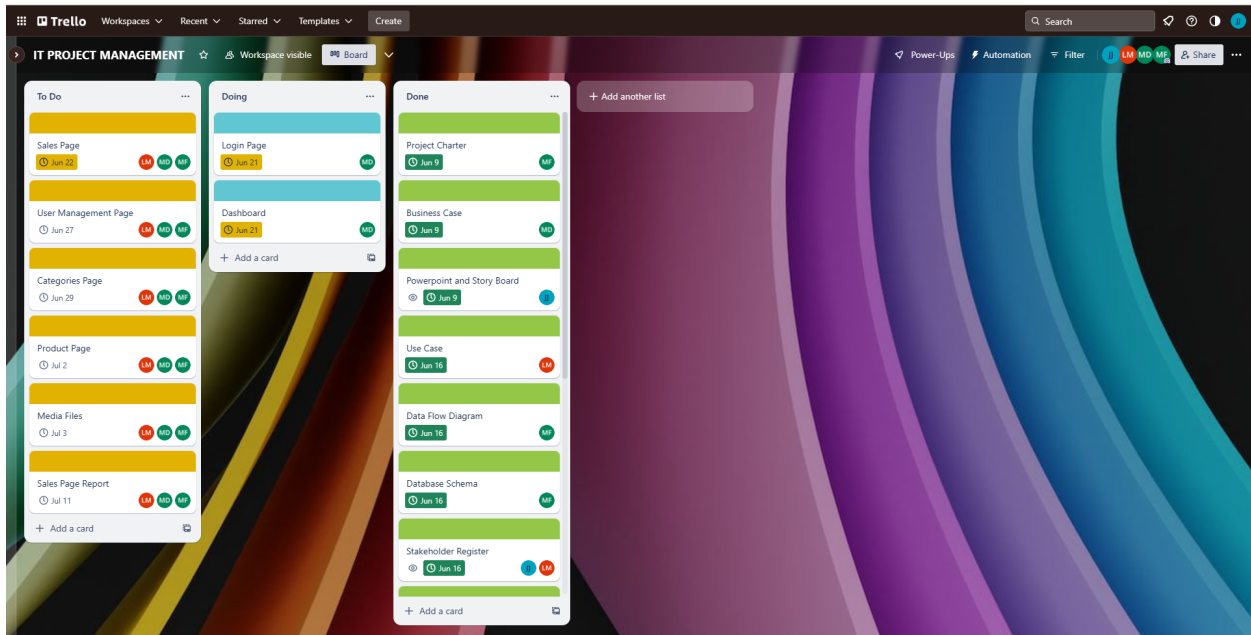 Trello Workspaces Recent Starred Templates Create Search JJ
IT PROJECT MANAGEMENT Workspace visible Board Power-Ups Automation Filter JJ LM MD MF Share
To Do
Sales Page
Jun 22 LM MD MF
User Management Page
Jun 27 LM MD MF
Categories Page
Jun 29 LM MD MF
Product Page
Jul 2 LM MD MF
Media Files
Jul 3 LM MD MF
Sales Page Report
Jul 11 LM MD MF
+ Add a card
Doing
Login Page
Jun 21 MD
Dashboard
Jun 21 MD
+ Add a card
Done
Project Charter
Jun 9 MF
Business Case
Jun 9 MD
Powerpoint and Story Board
Jun 9 JJ
Use Case
Jun 16 LM
Data Flow Diagram
Jun 16 MF
Database Schema
Jun 16 MF
Stakeholder Register
Jun 16 JJ LM
+ Add a card
+ Add another list